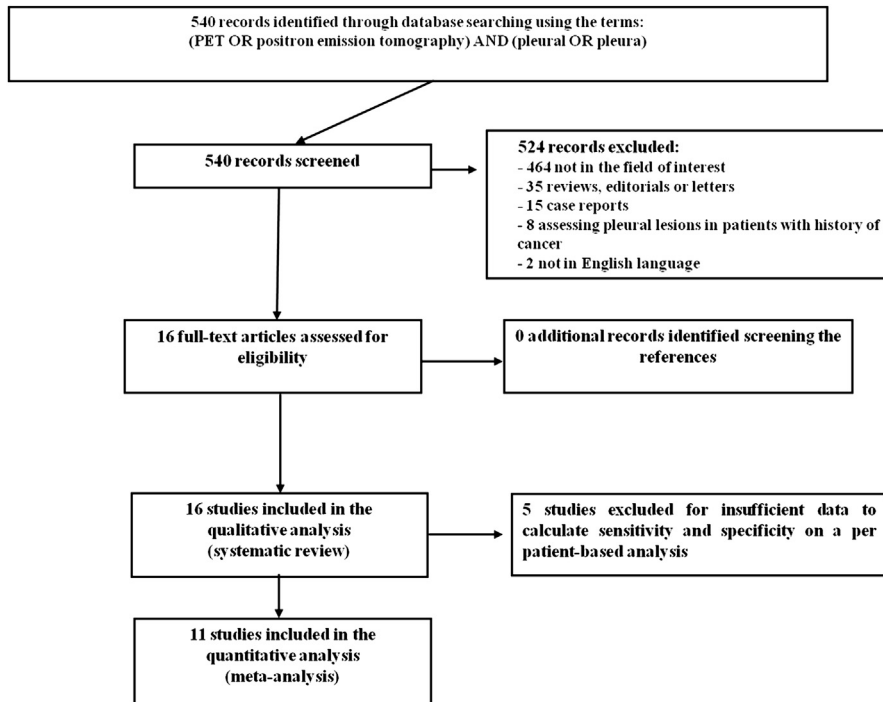 540 records identified through database searching using the terms:
(PET OR positron emission tomography) AND (pleural OR pleura)
540 records screened
524 records excluded:
- 464 not in the field of interest
- 35 reviews, editorials or letters
- 15 case reports
- 8 assessing pleural lesions in patients with history of
cancer
- 2 not in English language
16 full-text articles assessed for
eligibility
0 additional records identified screening the
references
16 studies included in the
qualitative analysis
(systematic review)
5 studies excluded for insufficient data to
calculate sensitivity and specificity on a per
patient-based analysis
11 studies included in the
quantitative analysis
(meta-analysis)